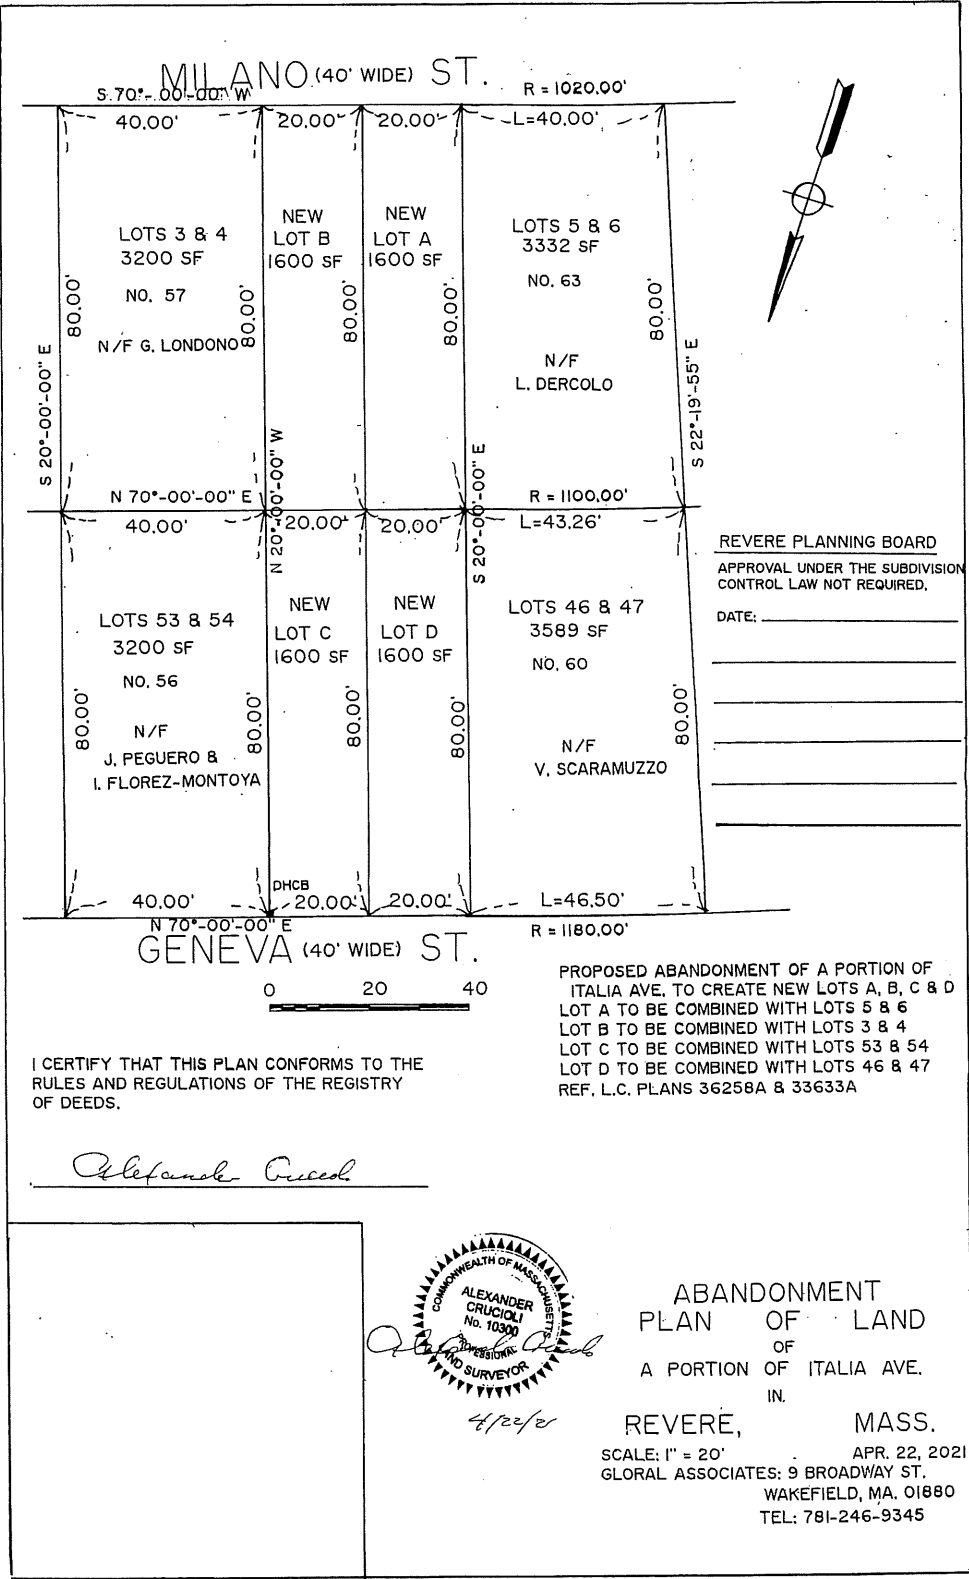 MILANO (40' WIDE) ST.
S 70°-00'-00" W
R = 1020.00'
40.00'
20.00'
20.00'
L=40.00'
LOTS 3 & 4
3200 SF
NO. 57
N/F G. LONDONO
80.00'
80.00'
S 20°-00'-00" E
NEW
LOT B
1600 SF
80.00'
NEW
LOT A
1600 SF
80.00'
LOTS 5 & 6
3332 SF
NO. 63
N/F
L. DERCOLO
80.00'
S 22°-19'-55" E
N 70°-00'-00" E
N 20°-00'-00" W
S 20°-00'-00" E
R = 1100.00'
40.00'
20.00'
20.00'
L=43.26'
LOTS 53 & 54
3200 SF
NO. 56
N/F
J. PEGUERO &
I. FLOREZ-MONTOYA
80.00'
80.00'
NEW
LOT C
1600 SF
80.00'
NEW
LOT D
1600 SF
80.00'
LOTS 46 & 47
3589 SF
NO. 60
N/F
V. SCARAMUZZO
80.00'
REVERE PLANNING BOARD
APPROVAL UNDER THE SUBDIVISION
CONTROL LAW NOT REQUIRED.
DATE:
DHCB
40.00'
20.00'
20.00'
L=46.50'
N 70°-00'-00" E
R = 1180.00'
GENEVA (40' WIDE) ST.
0 20 40
PROPOSED ABANDONMENT OF A PORTION OF
ITALIA AVE. TO CREATE NEW LOTS A, B, C & D
LOT A TO BE COMBINED WITH LOTS 5 & 6
LOT B TO BE COMBINED WITH LOTS 3 & 4
LOT C TO BE COMBINED WITH LOTS 53 & 54
LOT D TO BE COMBINED WITH LOTS 46 & 47
REF. L.C. PLANS 36258A & 33633A
I CERTIFY THAT THIS PLAN CONFORMS TO THE
RULES AND REGULATIONS OF THE REGISTRY
OF DEEDS.
COMMONWEALTH OF MASSACHUSETTS
ALEXANDER
CRUCIOLI
No. 10300
PROFESSIONAL
LAND SURVEYOR
4/22/21
ABANDONMENT
PLAN OF LAND
OF
A PORTION OF ITALIA AVE.
IN.
REVERE, MASS.
SCALE: 1" = 20' APR. 22, 2021
GLORAL ASSOCIATES: 9 BROADWAY ST.
WAKEFIELD, MA. 01880
TEL: 781-246-9345